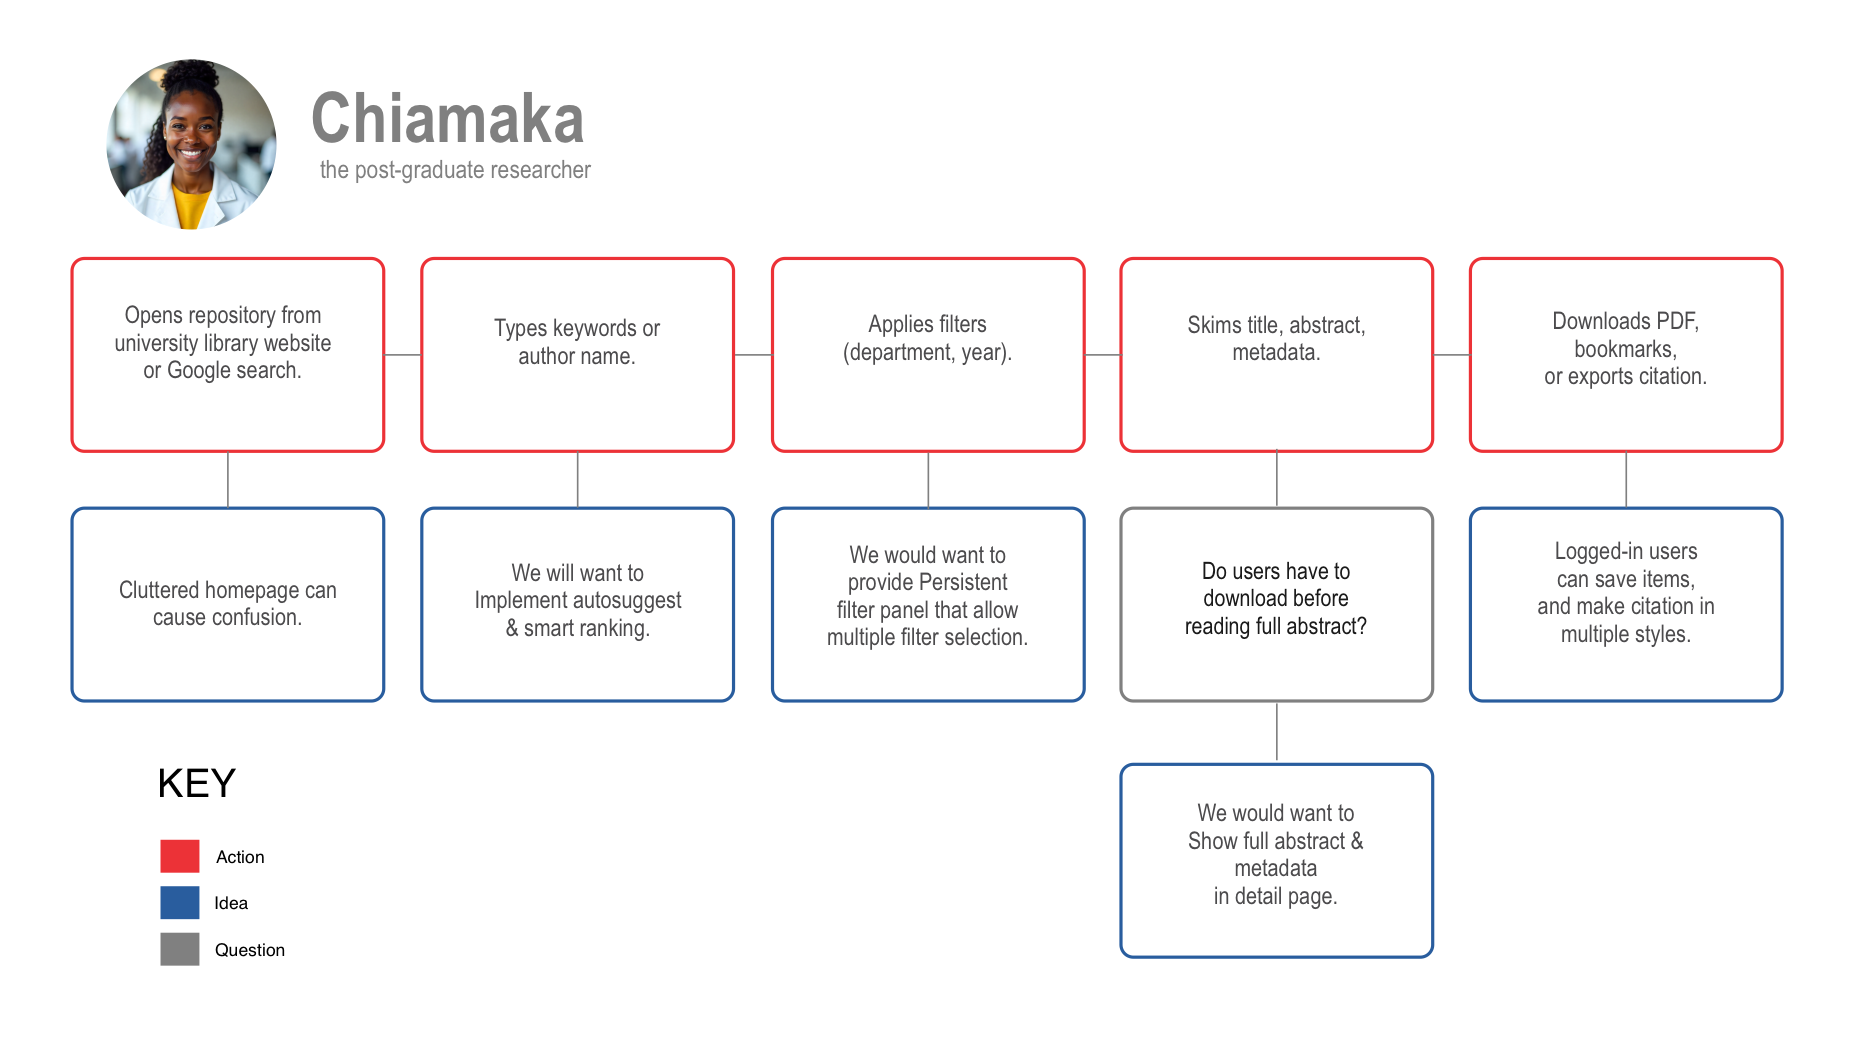 Chiamaka
the post-graduate researcher
Opens repository from
university library website
or Google search.
Types keywords or
author name.
Applies filters
(department, year).
Skims title, abstract,
metadata.
Downloads PDF,
bookmarks,
or exports citation.
Cluttered homepage can
cause confusion.
We will want to
Implement autosuggest
& smart ranking.
We would want to
provide Persistent
filter panel that allow
multiple filter selection.
Do users have to
download before
reading full abstract?
Logged-in users
can save items,
and make citation in
multiple styles.
We would want to
Show full abstract &
metadata
in detail page.
KEY
Action
Idea
Question